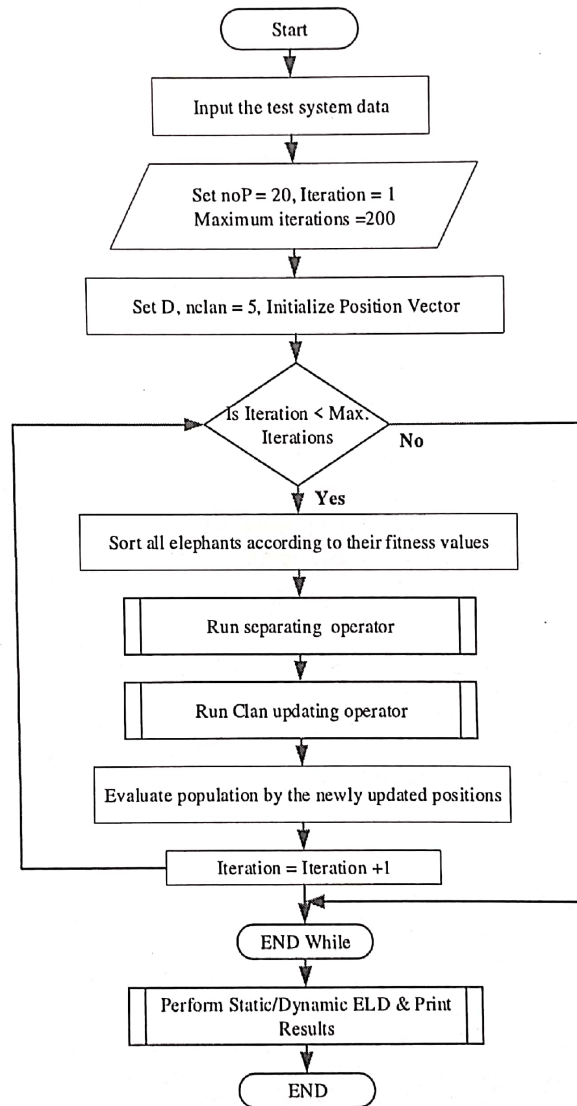 Start
Input the test system data
Set noP = 20, Iteration = 1
Maximum iterations =200
Set D, nclan = 5, Initialize Position Vector
Is Iteration < Max.
Iterations
No
Yes
Sort all elephants according to their fitness values
Run separating operator
Run Clan updating operator
Evaluate population by the newly updated positions
Iteration = Iteration +1
END While
Perform Static/Dynamic ELD & Print
Results
END